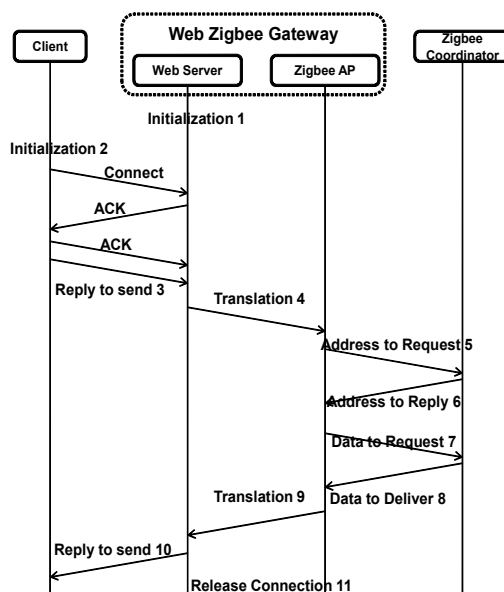 Web Zigbee Gateway
Client
Web Server
Zigbee AP
Zigbee
Coordinator
Initialization 1
Initialization 2
Connect
ACK
ACK
Reply to send 3
Translation 4
Address to Request 5
Address to Reply 6
Data to Request 7
Data to Deliver 8
Translation 9
Reply to send 10
Release Connection 11